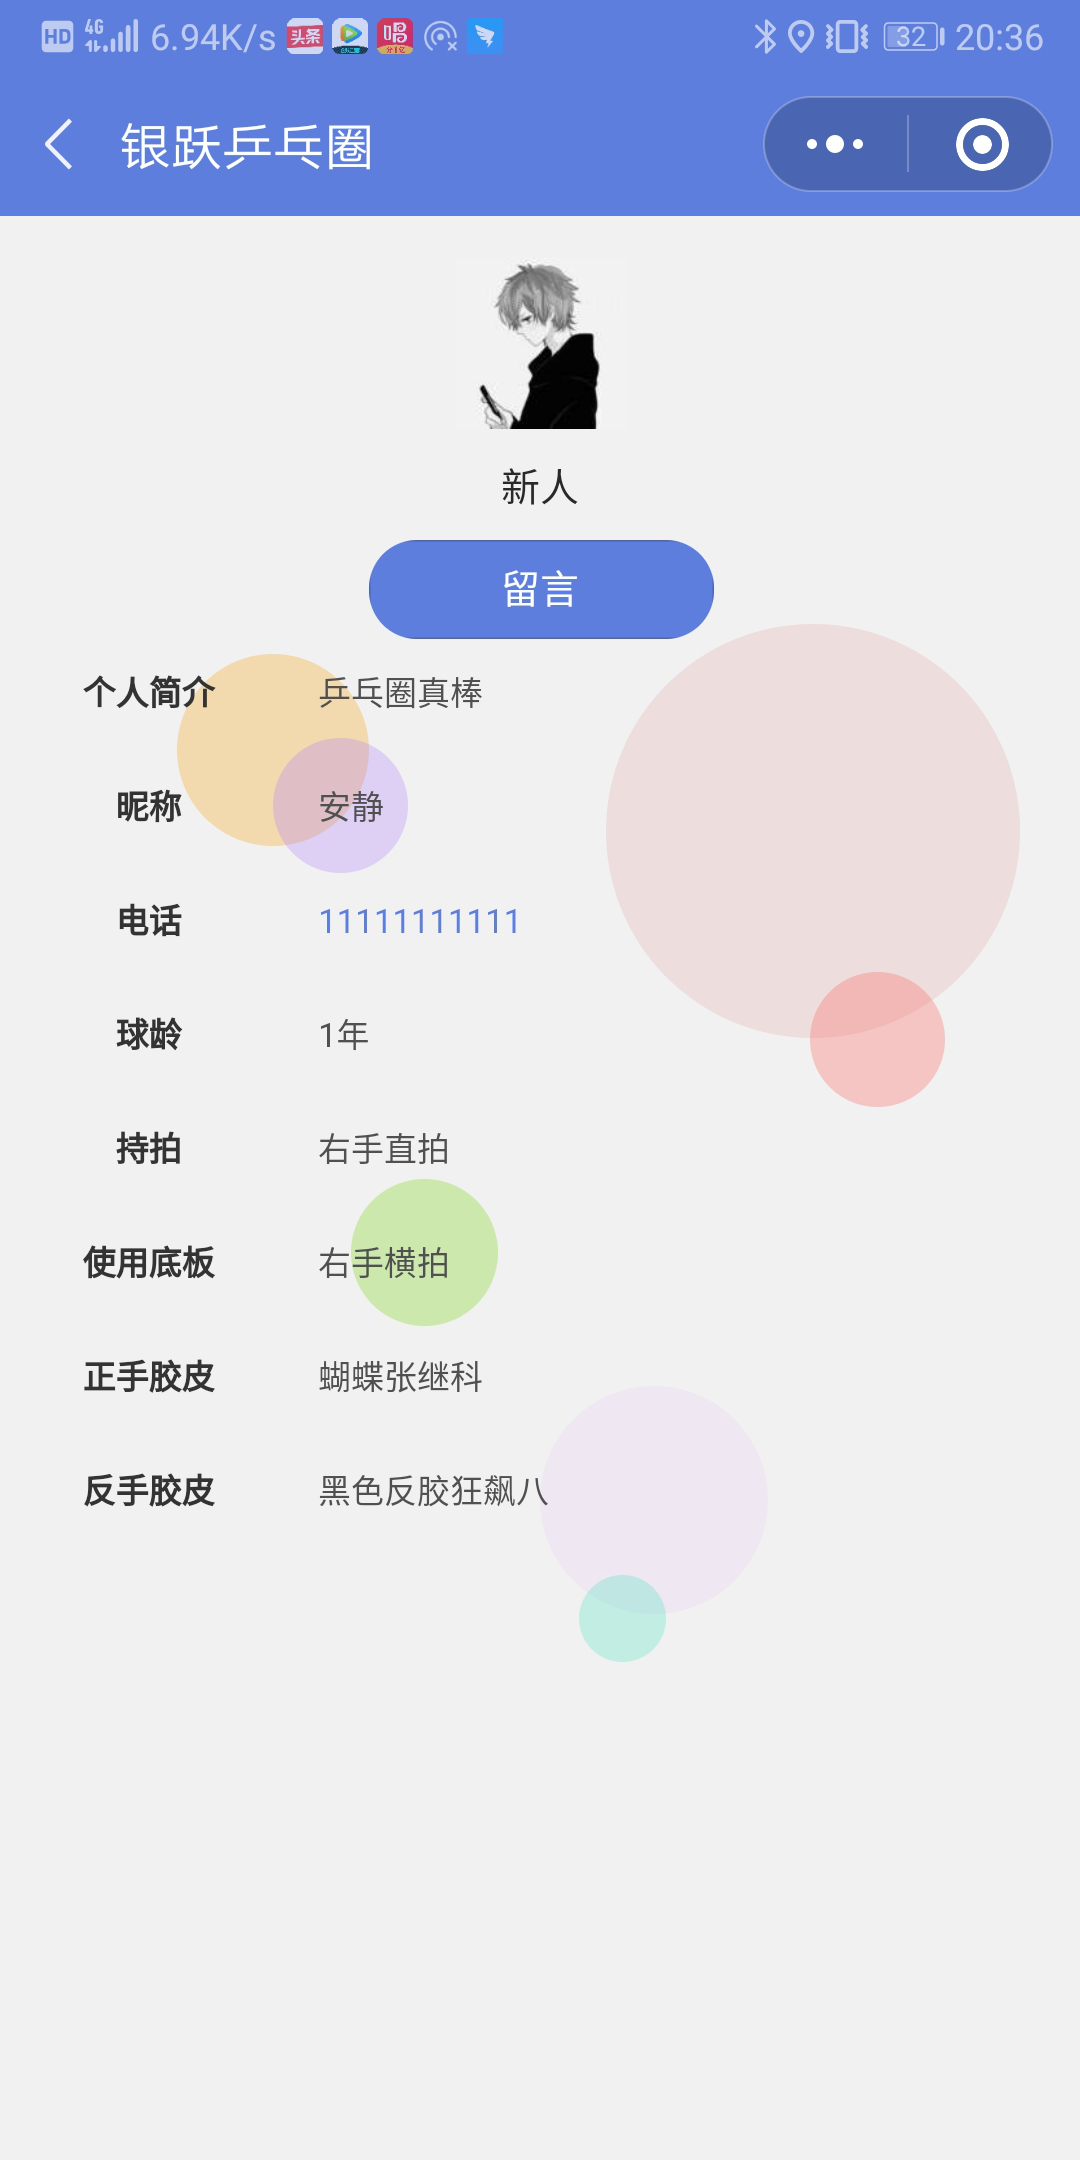 HD 4G 6.94K/s 头条 唱 32 20:36
银跃乒乓圈
新人
留言
个人简介 乒乓圈真棒
昵称 安静
电话 11111111111
球龄 1年
持拍 右手直拍
使用底板 右手横拍
正手胶皮 蝴蝶张继科
反手胶皮 黑色反胶狂飙八